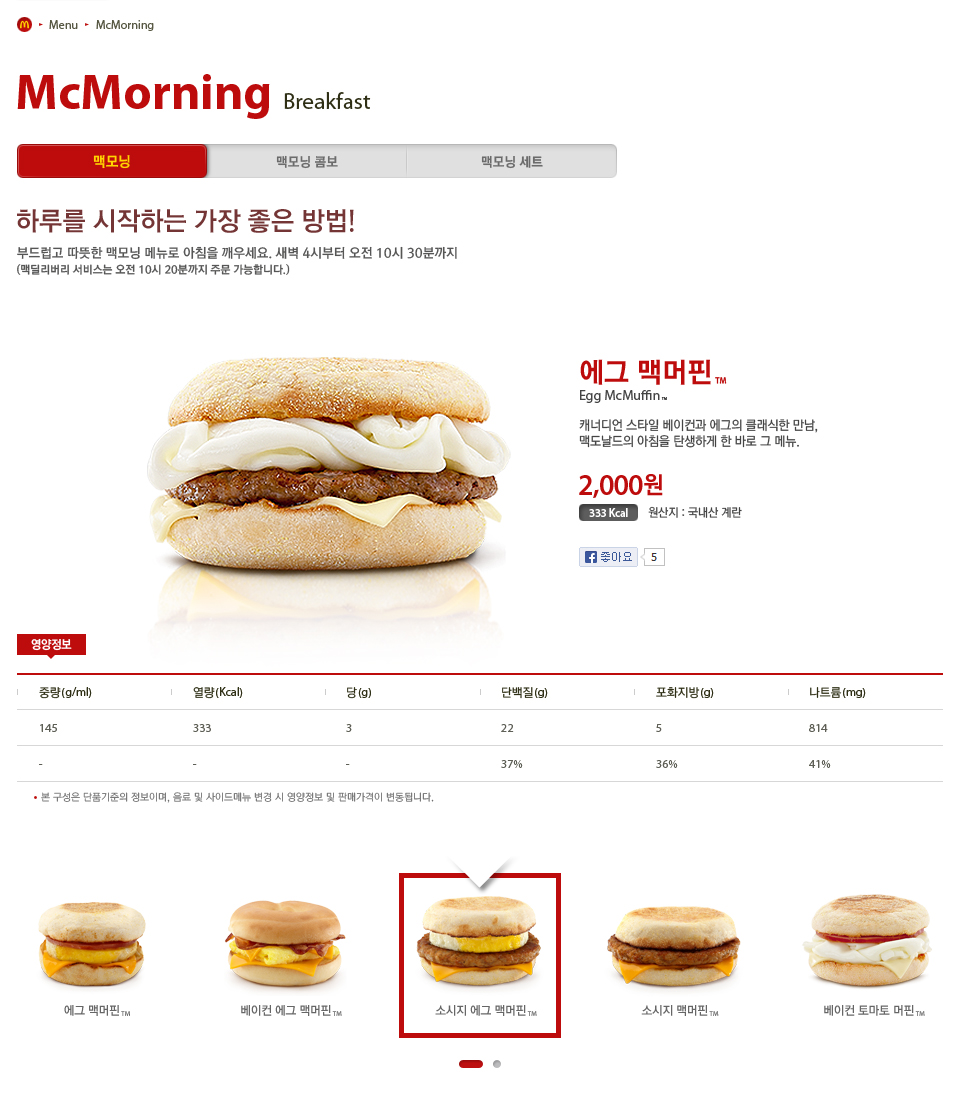 Menu McMorning
McMorning Breakfast
맥모닝 맥모닝 콤보 맥모닝 세트
하루를 시작하는 가장 좋은 방법!
부드럽고 따뜻한 맥모닝 메뉴로 아침을 깨우세요. 새벽 4시부터 오전 10시 30분까지
(맥딜리버리 서비스는 오전 10시 20분까지 주문 가능합니다.)
에그 맥머핀™
Egg McMuffin™
캐너디언 스타일 베이컨과 에그의 클래식한 만남,
맥도날드의 아침을 탄생하게 한 바로 그 메뉴.
2,000원
333 Kcal 원산지 : 국내산 계란
좋아요 5
영양정보
중량(g/ml) 열량(Kcal) 당(g) 단백질(g) 포화지방(g) 나트륨(mg)
145 333 3 22 5 814
- - - 37% 36% 41%
• 본 구성은 단품기준의 정보이며, 음료 및 사이드메뉴 변경 시 영양정보 및 판매가격이 변동됩니다.
에그 맥머핀™ 베이컨 에그 맥머핀™ 소시지 에그 맥머핀™ 소시지 맥머핀™ 베이컨 토마토 머핀™